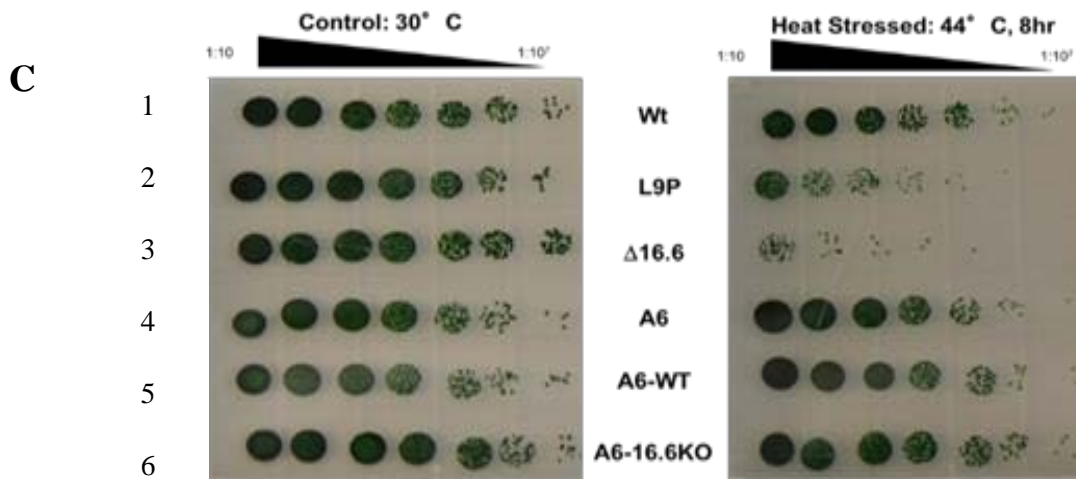 Control: 30° C
Heat Stressed: 44° C, 8hr
1:10
1:10⁷
1:10
1:10⁷
C
1
Wt
2
L9P
3
Δ16.6
4
A6
5
A6-WT
6
A6-16.6KO